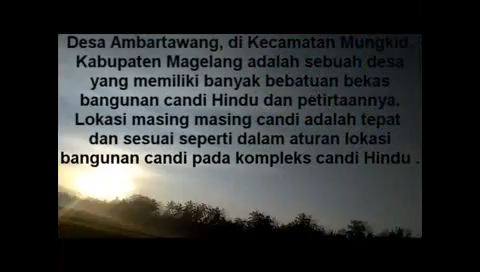 Desa Ambartawang, di Kecamatan Mungkid.
Kabupaten Magelang adalah sebuah desa
yang memiliki banyak bebatuan bekas
bangunan candi Hindu dan petirtaannya.
Lokasi masing masing candi adalah tepat
dan sesuai seperti dalam aturan lokasi
bangunan candi pada kompleks candi Hindu .